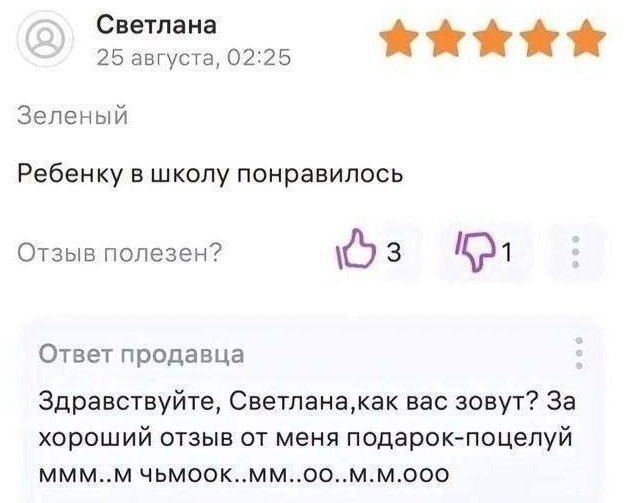 Светлана
25 августа, 02:25
Зеленый
Ребенку в школу понравилось
Отзыв полезен? 3 1
Ответ продавца
Здравствуйте, Светлана,как вас зовут? За
хороший отзыв от меня подарок-поцелуй
ммм..м чьмоок..мм..оо..м.м.ооо